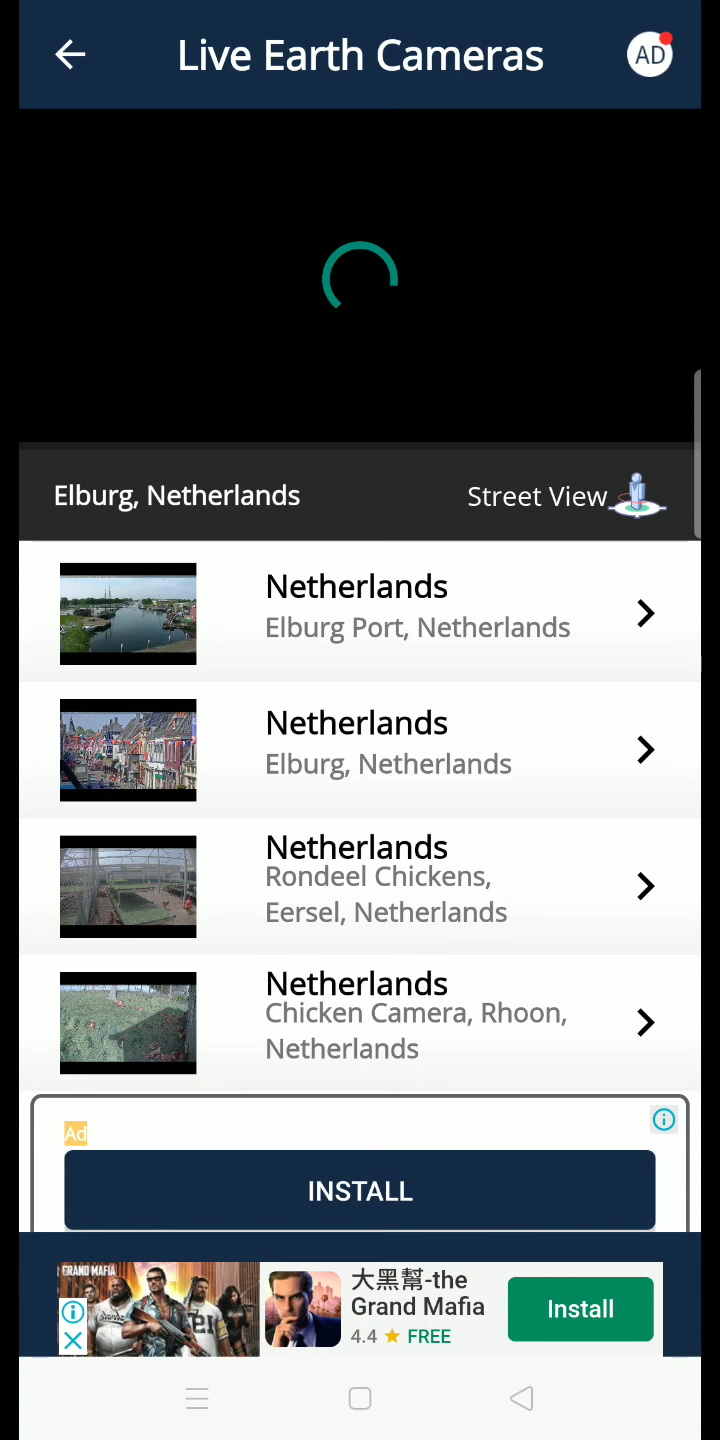 Live Earth Cameras
AD
Elburg, Netherlands
Street View
Netherlands
Elburg Port, Netherlands
Netherlands
Elburg, Netherlands
Netherlands
Rondeel Chickens,
Eersel, Netherlands
Netherlands
Chicken Camera, Rhoon,
Netherlands
Ad
INSTALL
GRAND MAFIA
大黑幫-the
Grand Mafia
4.4 ★ FREE
Install